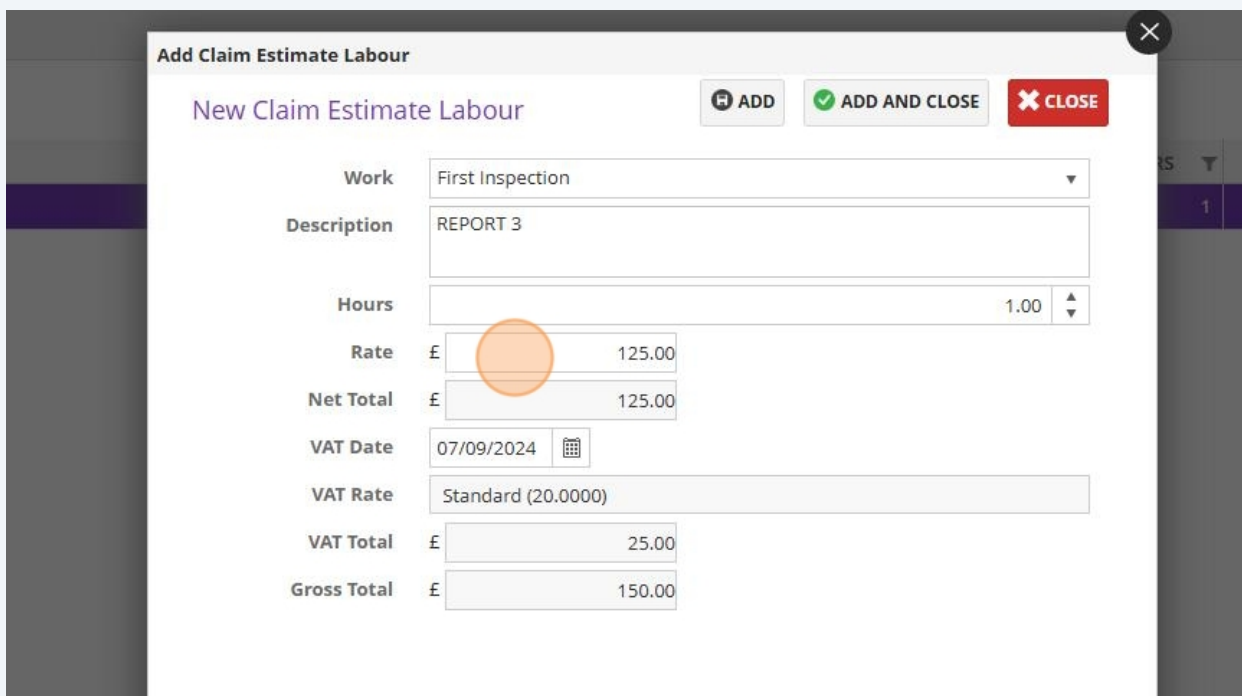 Add Claim Estimate Labour
New Claim Estimate Labour
ADD
ADD AND CLOSE
CLOSE
Work First Inspection
Description REPORT 3
Hours 1.00
Rate £ 125.00
Net Total £ 125.00
VAT Date 07/09/2024
VAT Rate Standard (20.0000)
VAT Total £ 25.00
Gross Total £ 150.00
1